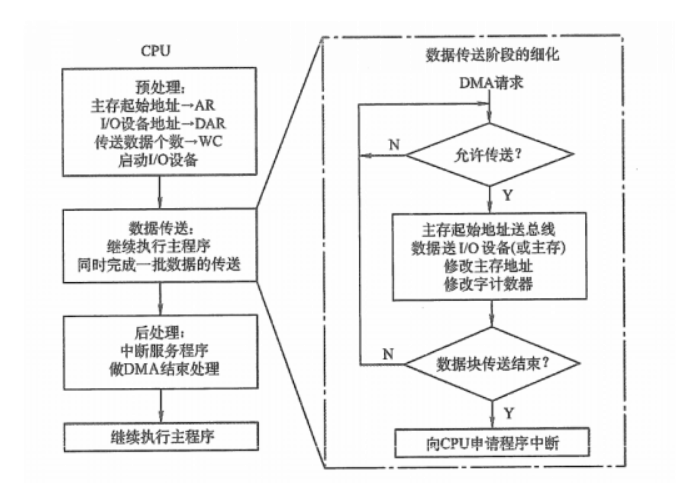 CPU
预处理：
主存起始地址→AR
I/O设备地址→DAR
传送数据个数→WC
启动I/O设备
数据传送：
继续执行主程序
同时完成一批数据的传送
后处理：
中断服务程序
做DMA结束处理
继续执行主程序
数据传送阶段的细化
DMA请求
N
允许传送？
Y
主存起始地址送总线
数据送 I/O 设备(或主存)
修改主存地址
修改字计数器
N
数据块传送结束？
Y
向CPU申请程序中断